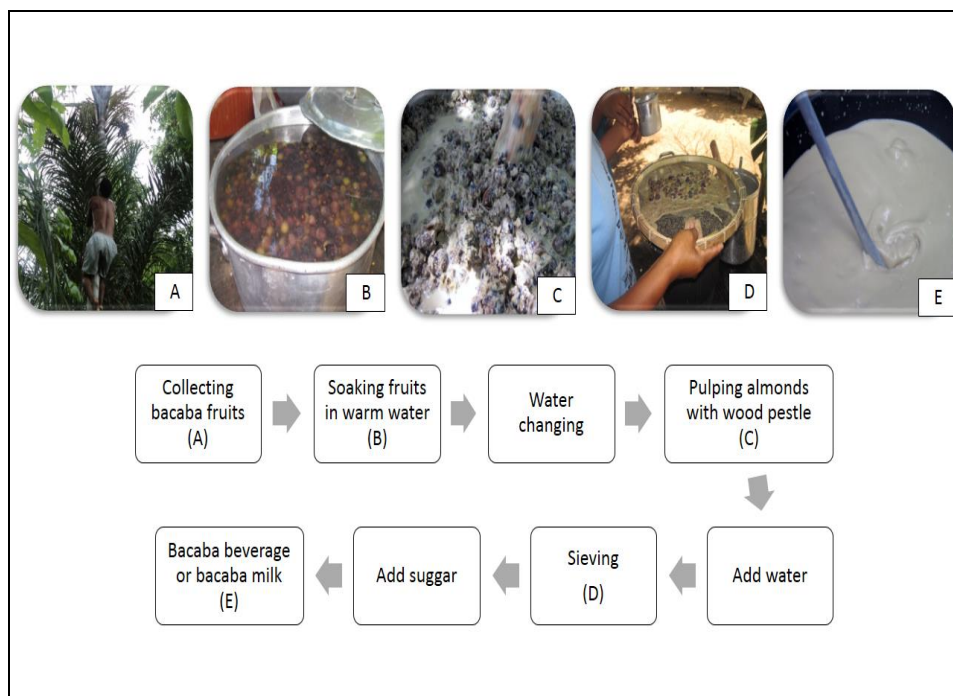 A
B
C
D
E
Collecting
bacaba fruits
(A)
Soaking fruits
in warm water
(B)
Water
changing
Pulping almonds
with wood pestle
(C)
Bacaba beverage
or bacaba milk
(E)
Add suggar
Sieving
(D)
Add water